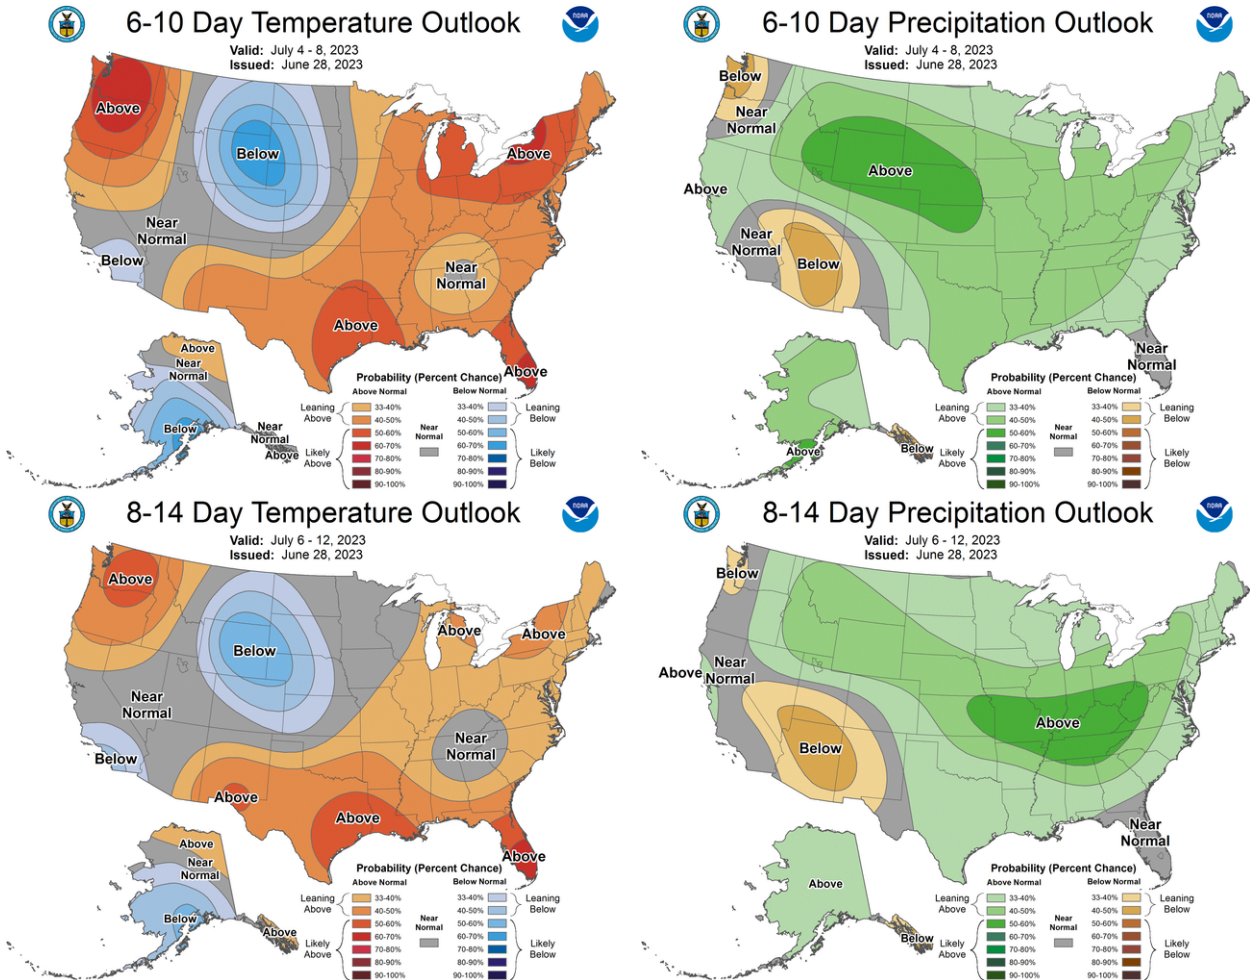 6-10 Day Temperature Outlook
Valid: July 4 - 8, 2023
Issued: June 28, 2023
NOAA
Above
Below
Above
Near
Normal
Below
Near
Normal
Above
Above
Above
Near
Normal
Below
Near
Normal
Above
Probability (Percent Chance)
Above Normal
Below Normal
Leaning
Above
33-40%
40-50%
Likely
Above
50-60%
60-70%
70-80%
80-90%
90-100%
Near
Normal
33-40%
40-50%
Leaning
Below
50-60%
60-70%
70-80%
80-90%
90-100%
Likely
Below
6-10 Day Precipitation Outlook
Valid: July 4 - 8, 2023
Issued: June 28, 2023
NOAA
Below
Near
Normal
Above
Above
Near
Normal
Below
Near
Normal
Above
Below
Probability (Percent Chance)
Above Normal
Below Normal
Leaning
Above
33-40%
40-50%
Likely
Above
50-60%
60-70%
70-80%
80-90%
90-100%
Near
Normal
33-40%
40-50%
Leaning
Below
50-60%
60-70%
70-80%
80-90%
90-100%
Likely
Below
8-14 Day Temperature Outlook
Valid: July 6 - 12, 2023
Issued: June 28, 2023
NOAA
Above
Below
Above
Above
Near
Normal
Below
Near
Normal
Above
Above
Above
Above
Near
Normal
Below
Above
Probability (Percent Chance)
Above Normal
Below Normal
Leaning
Above
33-40%
40-50%
Likely
Above
50-60%
60-70%
70-80%
80-90%
90-100%
Near
Normal
33-40%
40-50%
Leaning
Below
50-60%
60-70%
70-80%
80-90%
90-100%
Likely
Below
8-14 Day Precipitation Outlook
Valid: July 6 - 12, 2023
Issued: June 28, 2023
NOAA
Below
Above
Near
Normal
Below
Above
Near
Normal
Above
Below
Probability (Percent Chance)
Above Normal
Below Normal
Leaning
Above
33-40%
40-50%
Likely
Above
50-60%
60-70%
70-80%
80-90%
90-100%
Near
Normal
33-40%
40-50%
Leaning
Below
50-60%
60-70%
70-80%
80-90%
90-100%
Likely
Below